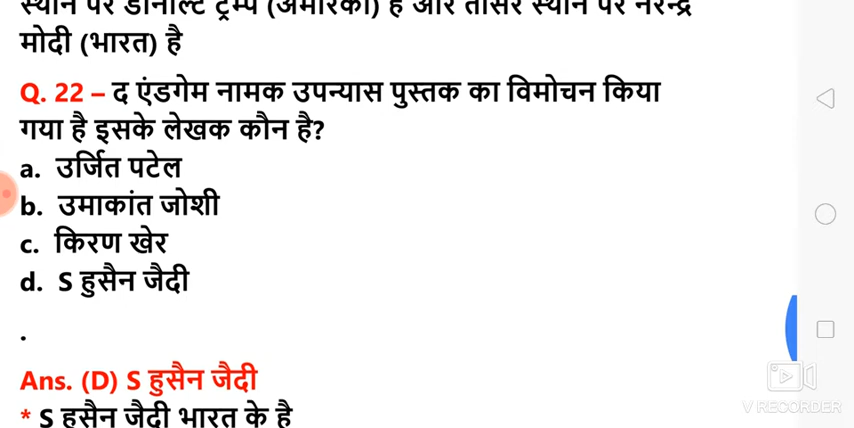 स्थान पर डोनाल्ड ट्रम्प (अमेरिका) है और तीसरे स्थान पर नरेन्द्र
मोदी (भारत) है
Q. 22 – द एंडगेम नामक उपन्यास पुस्तक का विमोचन किया
गया है इसके लेखक कौन है?
a. उर्जित पटेल
b. उमाकांत जोशी
c. किरण खेर
d. S हुसैन जैदी
.
Ans. (D) S हुसैन जैदी
* S हुसैन जैदी भारत के है
V RECORDER